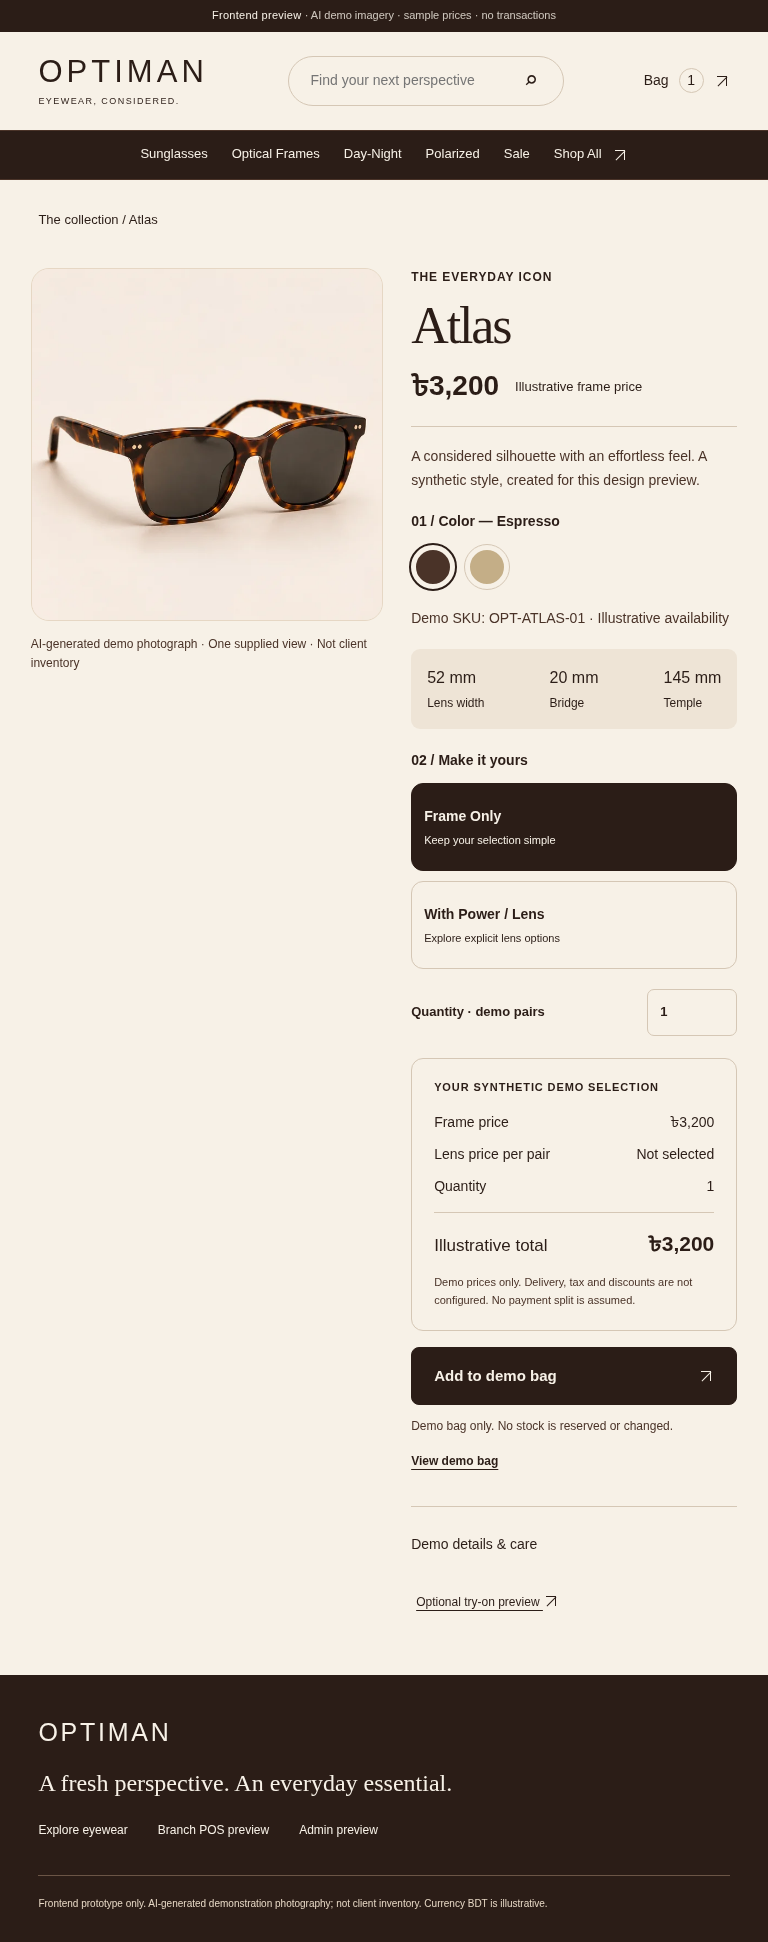 Frontend preview · AI demo imagery · sample prices · no transactions
OPTIMAN
EYEWEAR, CONSIDERED.
Find your next perspective
Bag 1
Sunglasses Optical Frames Day-Night Polarized Sale Shop All
The collection / Atlas
THE EVERYDAY ICON
Atlas
৳3,200 Illustrative frame price
A considered silhouette with an effortless feel. A
synthetic style, created for this design preview.
01 / Color — Espresso
Demo SKU: OPT-ATLAS-01 · Illustrative availability
AI-generated demo photograph · One supplied view · Not client
inventory
52 mm 20 mm 145 mm
Lens width Bridge Temple
02 / Make it yours
Frame Only
Keep your selection simple
With Power / Lens
Explore explicit lens options
Quantity · demo pairs 1
YOUR SYNTHETIC DEMO SELECTION
Frame price ৳3,200
Lens price per pair Not selected
Quantity 1
Illustrative total ৳3,200
Demo prices only. Delivery, tax and discounts are not
configured. No payment split is assumed.
Add to demo bag
Demo bag only. No stock is reserved or changed.
View demo bag
Demo details & care
Optional try-on preview
OPTIMAN
A fresh perspective. An everyday essential.
Explore eyewear Branch POS preview Admin preview
Frontend prototype only. AI-generated demonstration photography; not client inventory. Currency BDT is illustrative.